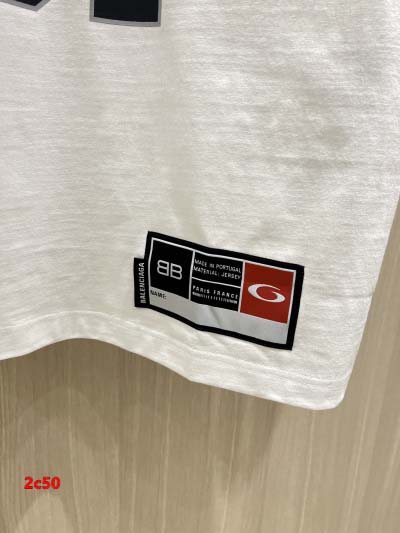 BALENCIAGA
BB
NAME:
MADE IN PORTUGAL
MATERIAL: JERSEY
PARIS FRANCE
2c50